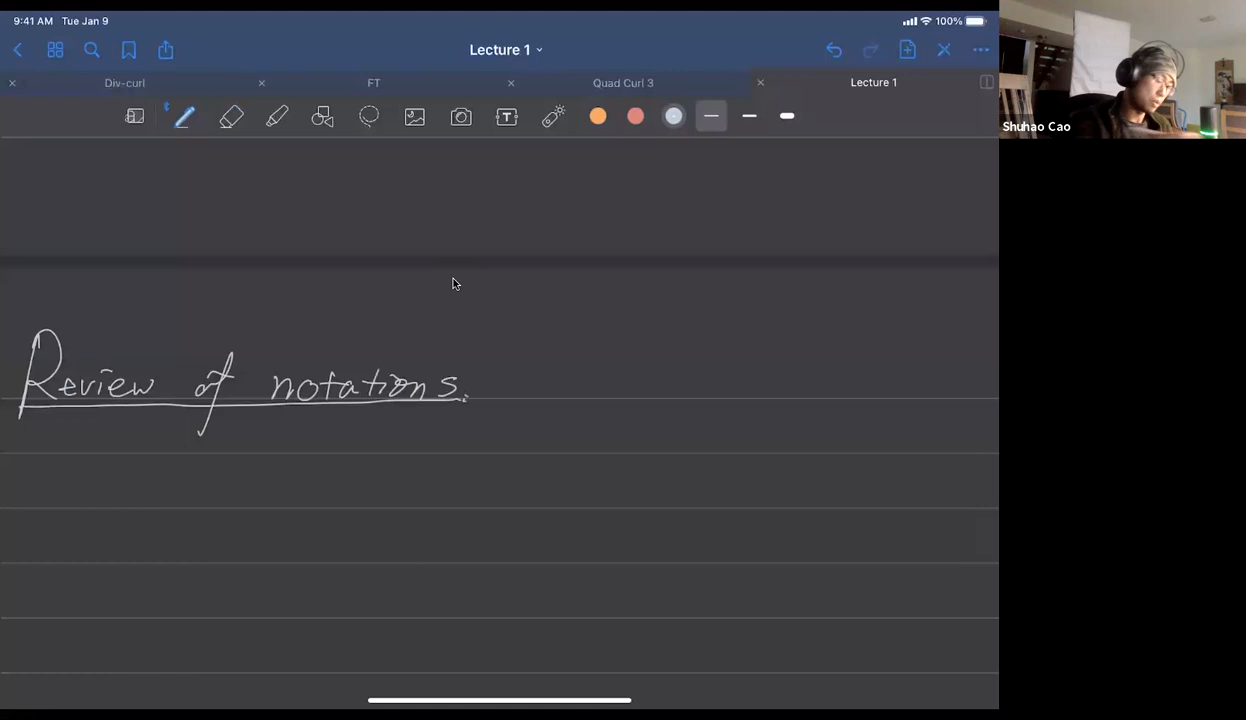 9:41 AM Tue Jan 9
100%
Lecture 1
Div-curl
FT
Quad Curl 3
Lecture 1
Shuhao Cao
Review of notations.